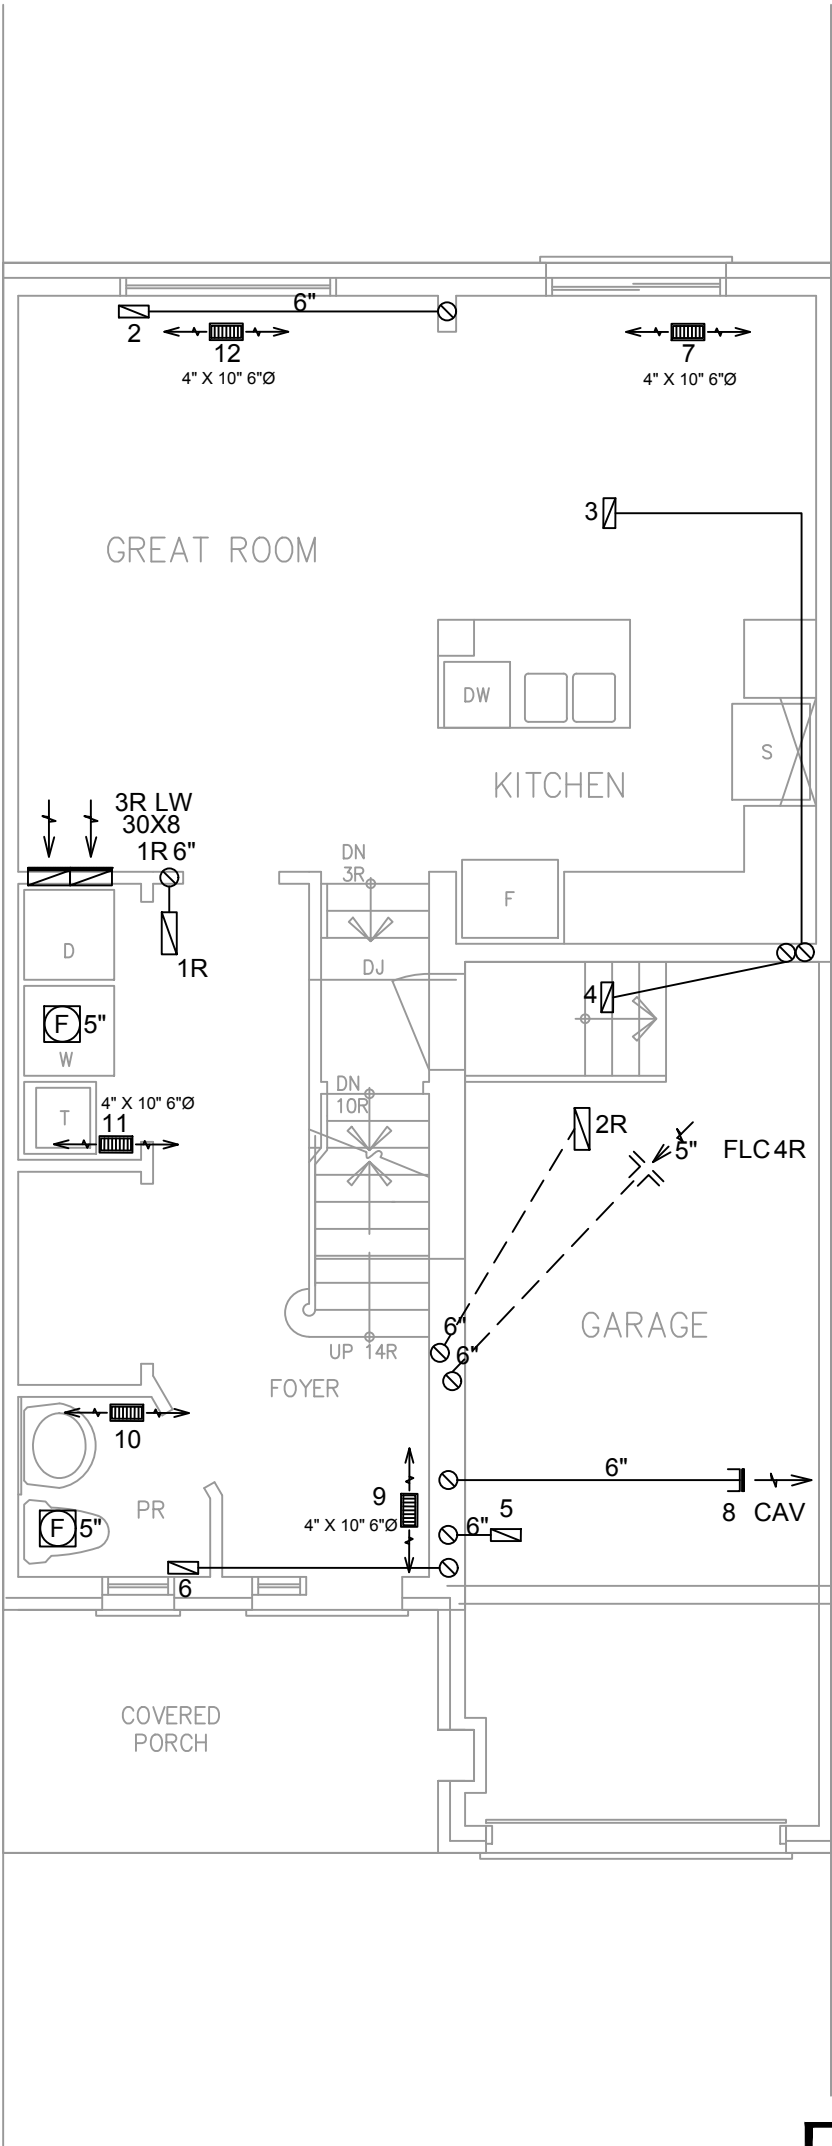 6"
2
12
4" X 10" 6"Ø
7
4" X 10" 6"Ø
3
GREAT ROOM
DW
S
KITCHEN
3R LW
30X8
1R 6"
DN
3R
F
D
1R
DJ
4
F 5"
W
DN
10R
4" X 10" 6"Ø
T
11
2R
5"
FLC 4R
6"
6"
GARAGE
UP 14R
FOYER
10
6"
9
4" X 10" 6"Ø
5
8 CAV
PR
F 5"
6"
6
COVERED
PORCH